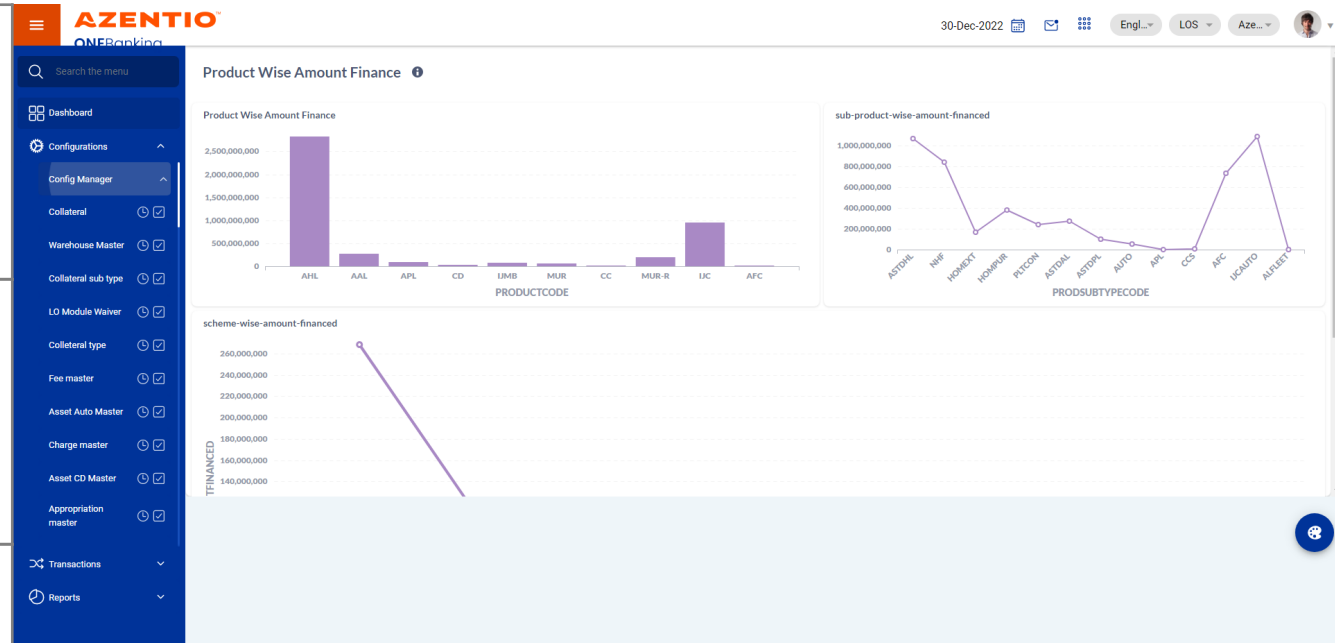 AZENTIO
ONEBanking
30-Dec-2022
Engl...
LOS
Aze...
Search the menu
Dashboard
Configurations
Config Manager
Collateral
Warehouse Master
Collateral sub type
LO Module Waiver
Colleteral type
Fee master
Asset Auto Master
Charge master
Asset CD Master
Appropriation
master
Transactions
Reports
Product Wise Amount Finance
Product Wise Amount Finance
2,500,000,000
2,000,000,000
1,500,000,000
1,000,000,000
500,000,000
0
AHL AAL APL CD IJMB MUR CC MUR-R IJC AFC
PRODUCTCODE
sub-product-wise-amount-financed
1,000,000,000
800,000,000
600,000,000
400,000,000
200,000,000
0
ASTDHL NHF HOMEXT HOMPUR PLTCON ASTDAL ASTDPL AUTO APL CCS AFC IJCAUTO ALFLEET
PRODSUBTYPECODE
scheme-wise-amount-financed
260,000,000
240,000,000
220,000,000
200,000,000
180,000,000
160,000,000
140,000,000
TFINANCED